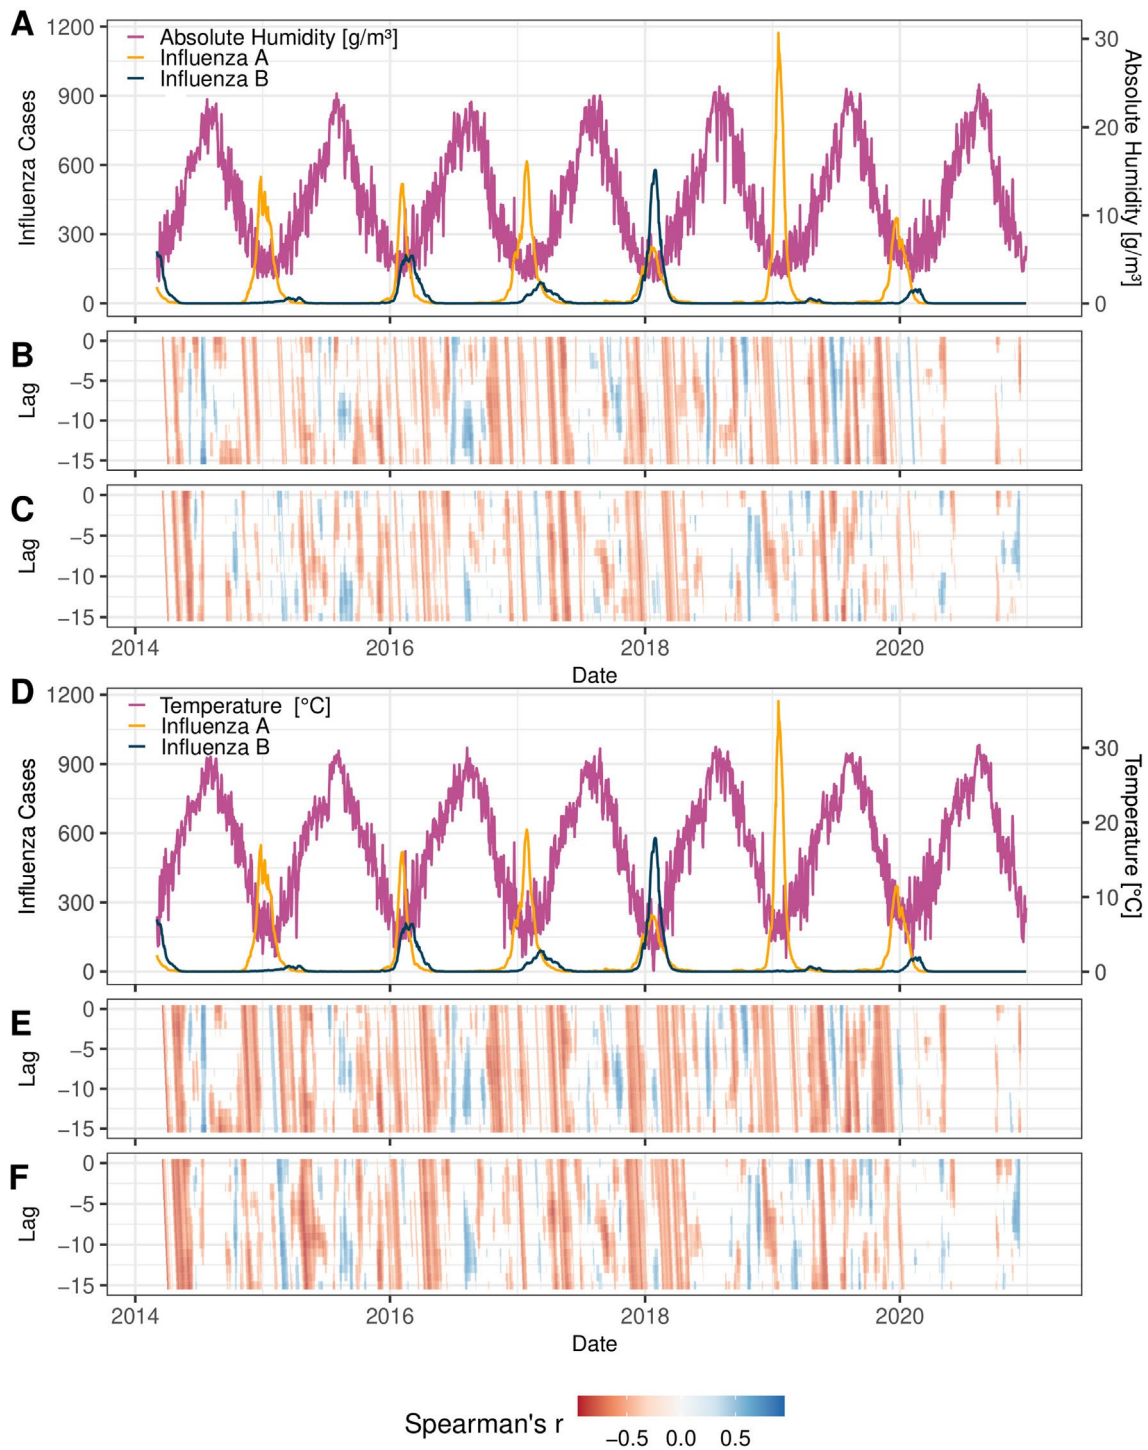 A
1200
900
600
300
0
Influenza Cases
Absolute Humidity [g/m³]
Influenza A
Influenza B
30
20
10
0
Absolute Humidity [g/m³]
B
0
−5
−10
−15
Lag
C
0
−5
−10
−15
Lag
2014
2016
2018
2020
Date
D
1200
900
600
300
0
Influenza Cases
Temperature [°C]
Influenza A
Influenza B
30
20
10
0
Temperature [°C]
E
0
−5
−10
−15
Lag
F
0
−5
−10
−15
Lag
2014
2016
2018
2020
Date
Spearman's r
−0.5 0.0 0.5